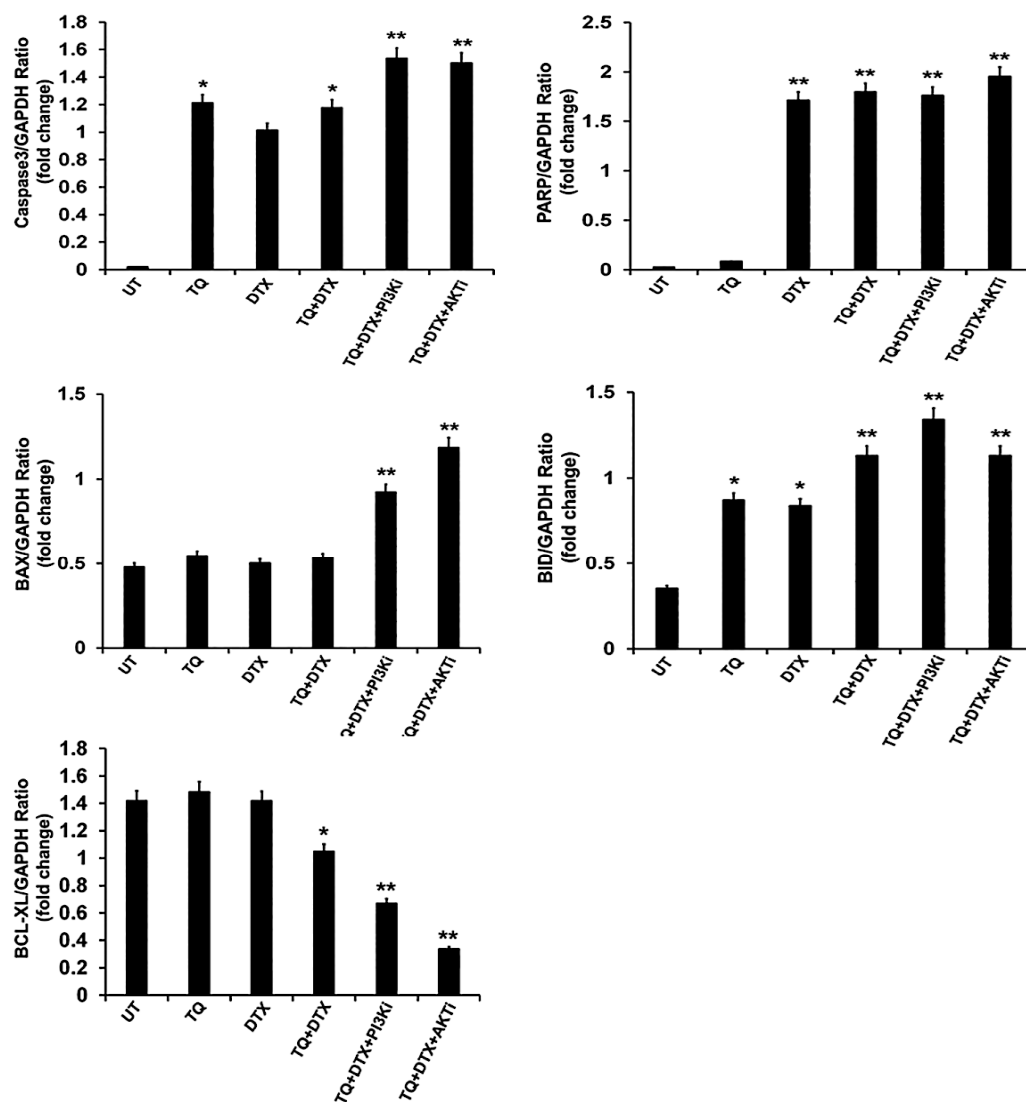 Caspase3/GAPDH Ratio
(fold change)
1.8
1.6
1.4
1.2
1
0.8
0.6
0.4
0.2
0
*
*
**
**
UT
TQ
DTX
TQ+DTX
TQ+DTX+PI3Ki
TQ+DTX+AKTi
PARP/GAPDH Ratio
(fold change)
2.5
2
1.5
1
0.5
0
**
**
**
**
UT
TQ
DTX
TQ+DTX
TQ+DTX+PI3Ki
TQ+DTX+AKTi
BAX/GAPDH Ratio
(fold change)
1.5
1
0.5
0
**
**
UT
TQ
DTX
TQ+DTX
Q+DTX+PI3Ki
TQ+DTX+AKTi
BID/GAPDH Ratio
(fold change)
1.5
1
0.5
0
*
*
**
**
**
UT
TQ
DTX
TQ+DTX
TQ+DTX+PI3Ki
TQ+DTX+AKTi
BCL-XL/GAPDH Ratio
(fold change)
1.8
1.6
1.4
1.2
1
0.8
0.6
0.4
0.2
0
*
**
**
UT
TQ
DTX
TQ+DTX
TQ+DTX+PI3Ki
TQ+DTX+AKTi